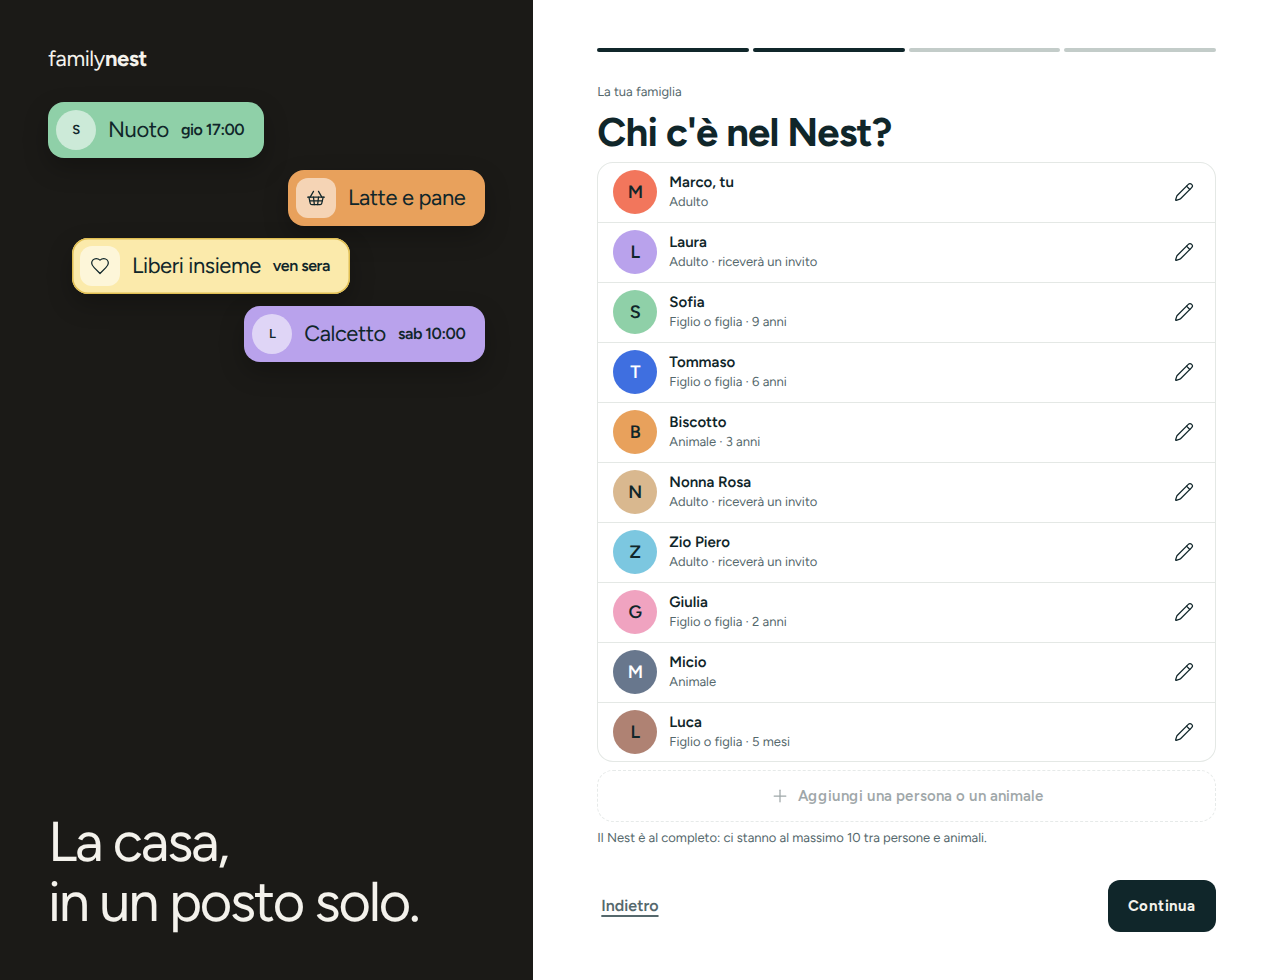 familynest
S Nuoto gio 17:00
Latte e pane
Liberi insieme ven sera
L Calcetto sab 10:00
La casa,
in un posto solo.
La tua famiglia
Chi c'è nel Nest?
M
Marco, tu
Adulto
L
Laura
Adulto · riceverà un invito
S
Sofia
Figlio o figlia · 9 anni
T
Tommaso
Figlio o figlia · 6 anni
B
Biscotto
Animale · 3 anni
N
Nonna Rosa
Adulto · riceverà un invito
Z
Zio Piero
Adulto · riceverà un invito
G
Giulia
Figlio o figlia · 2 anni
M
Micio
Animale
L
Luca
Figlio o figlia · 5 mesi
Aggiungi una persona o un animale
Il Nest è al completo: ci stanno al massimo 10 tra persone e animali.
Indietro
Continua